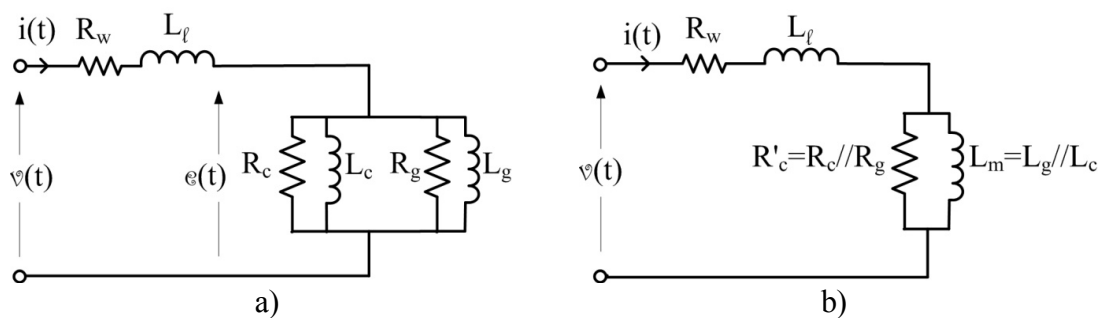 i(t) R_w L_ℓ
v(t) e(t) R_c L_c R_g L_g
a)
i(t) R_w L_ℓ
v(t) R'_c=R_c//R_g L_m=L_g//L_c
b)